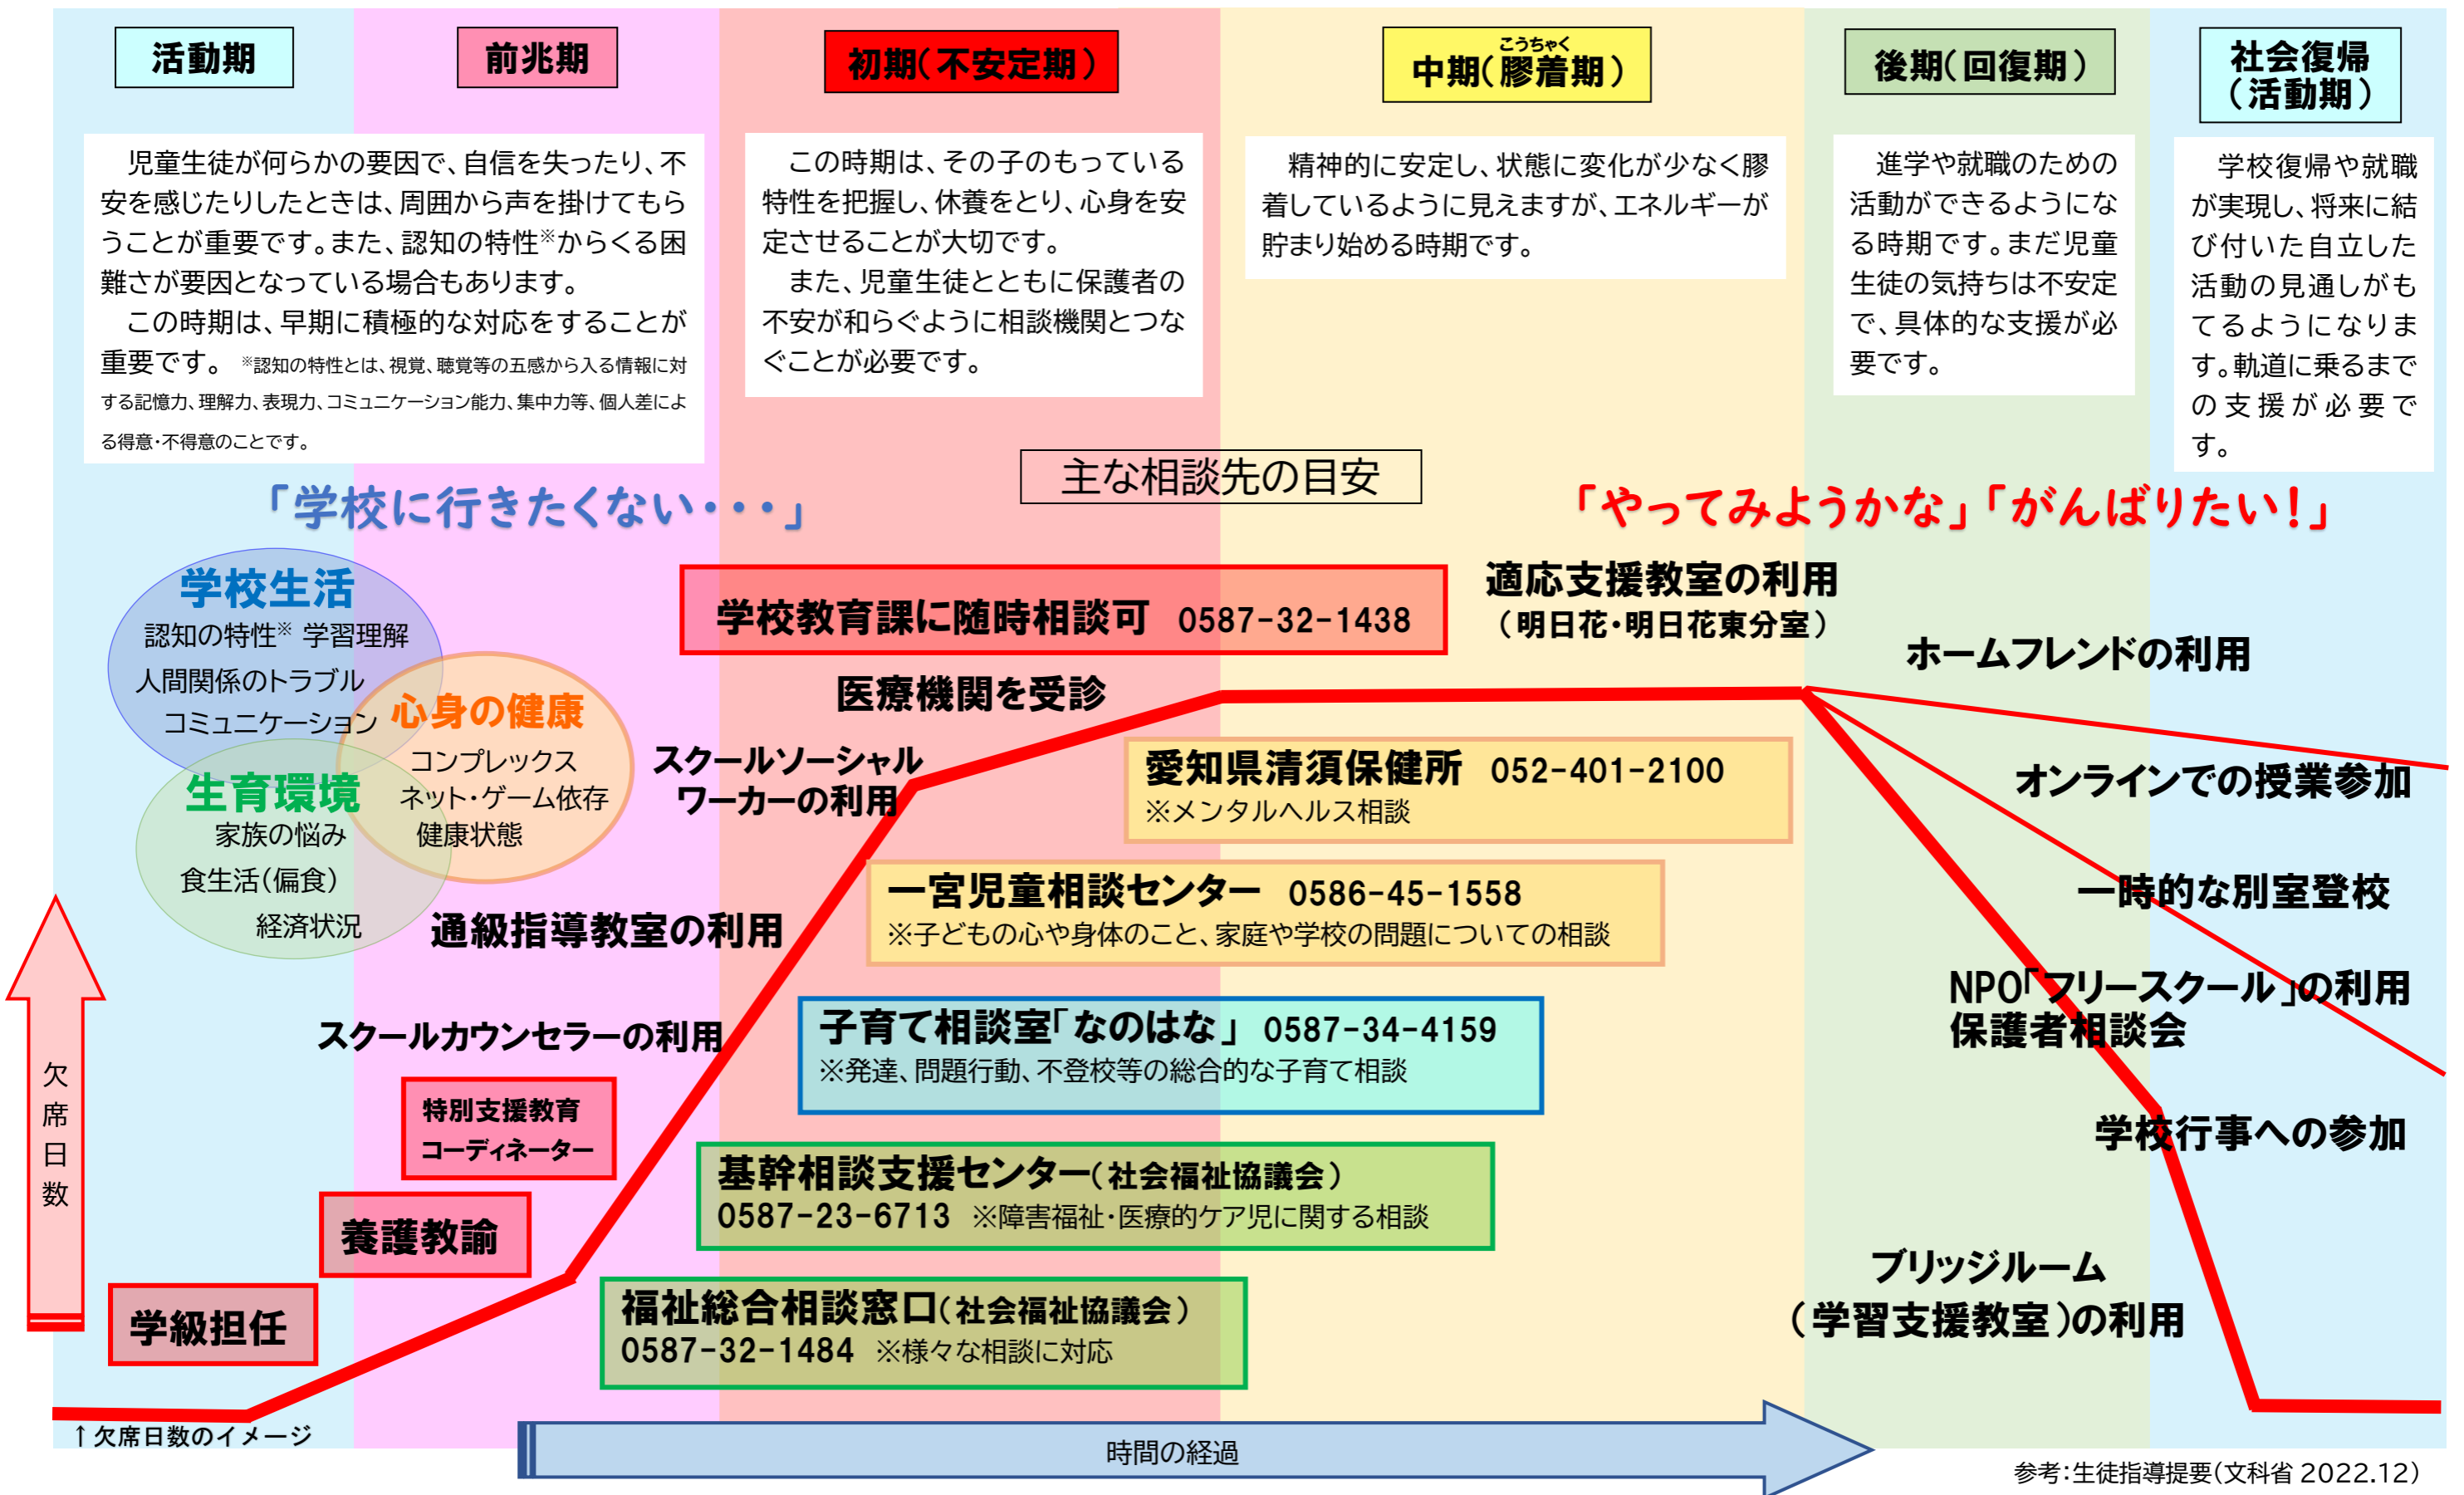 活動期
前兆期
初期(不安定期)
こうちゃく
中期(膠着期)
後期(回復期)
社会復帰
(活動期)
児童生徒が何らかの要因で、自信を失ったり、不
安を感じたりしたときは、周囲から声を掛けてもら
うことが重要です。また、認知の特性※からくる困
難さが要因となっている場合もあります。
この時期は、早期に積極的な対応をすることが
重要です。 ※認知の特性とは、視覚、聴覚等の五感から入る情報に対
する記憶力、理解力、表現力、コミュニケーション能力、集中力等、個人差によ
る得意・不得意のことです。
この時期は、その子のもっている
特性を把握し、休養をとり、心身を安
定させることが大切です。
また、児童生徒とともに保護者の
不安が和らぐように相談機関とつな
ぐことが必要です。
精神的に安定し、状態に変化が少なく膠
着しているように見えますが、エネルギーが
貯まり始める時期です。
進学や就職のための
活動ができるようにな
る時期です。まだ児童
生徒の気持ちは不安定
で、具体的な支援が必
要です。
学校復帰や就職
が実現し、将来に結
び付いた自立した
活動の見通しがも
てるようになりま
す。軌道に乗るまで
の支援が必要で
す。
主な相談先の目安
「学校に行きたくない・・・」
「やってみようかな」「がんばりたい！」
学校生活
認知の特性※ 学習理解
人間関係のトラブル
コミュニケーション
心身の健康
コンプレックス
ネット・ゲーム依存
健康状態
生育環境
家族の悩み
食生活(偏食)
経済状況
学校教育課に随時相談可 0587-32-1438
適応支援教室の利用
(明日花・明日花東分室)
ホームフレンドの利用
医療機関を受診
スクールソーシャル
ワーカーの利用
愛知県清須保健所 052-401-2100
※メンタルヘルス相談
オンラインでの授業参加
一宮児童相談センター 0586-45-1558
※子どもの心や身体のこと、家庭や学校の問題についての相談
一時的な別室登校
通級指導教室の利用
NPO「フリースクール」の利用
保護者相談会
スクールカウンセラーの利用
子育て相談室「なのはな」 0587-34-4159
※発達、問題行動、不登校等の総合的な子育て相談
特別支援教育
コーディネーター
学校行事への参加
基幹相談支援センター(社会福祉協議会)
0587-23-6713 ※障害福祉・医療的ケア児に関する相談
養護教諭
ブリッジルーム
(学習支援教室)の利用
福祉総合相談窓口(社会福祉協議会)
0587-32-1484 ※様々な相談に対応
学級担任
欠席日数
↑欠席日数のイメージ
時間の経過
参考：生徒指導提要(文科省 2022.12)